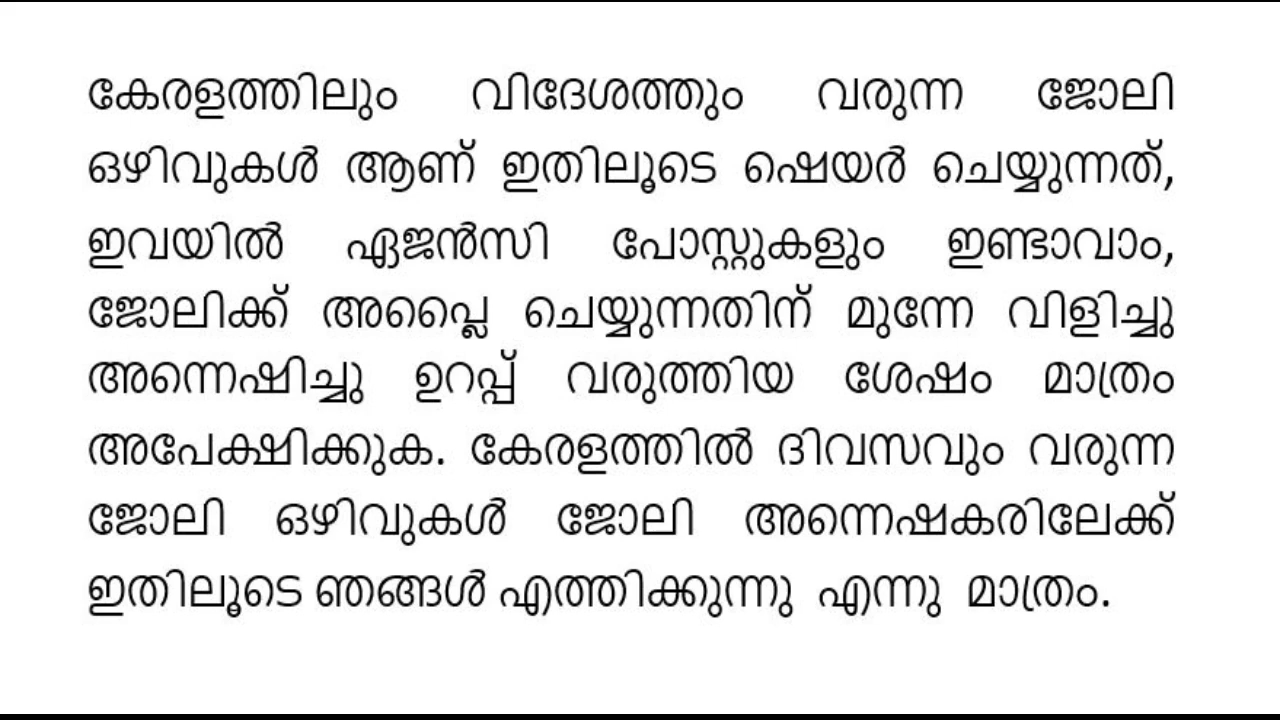 കേരളത്തിലും വിദേശത്തും വരുന്ന ജോലി
ഒഴിവുകൾ ആണ് ഇതിലൂടെ ഷെയർ ചെയ്യുന്നത്,
ഇവയിൽ ഏജൻസി പോസ്റ്റുകളും ഇണ്ടാവാം,
ജോലിക്ക് അപ്ലൈ ചെയ്യുന്നതിന് മുന്നേ വിളിച്ചു
അന്നെഷിച്ചു ഉറപ്പ് വരുത്തിയ ശേഷം മാത്രം
അപേക്ഷിക്കുക. കേരളത്തിൽ ദിവസവും വരുന്ന
ജോലി ഒഴിവുകൾ ജോലി അന്നെഷകരിലേക്ക്
ഇതിലൂടെ ഞങ്ങൾ എത്തിക്കുന്നു എന്നു മാത്രം.